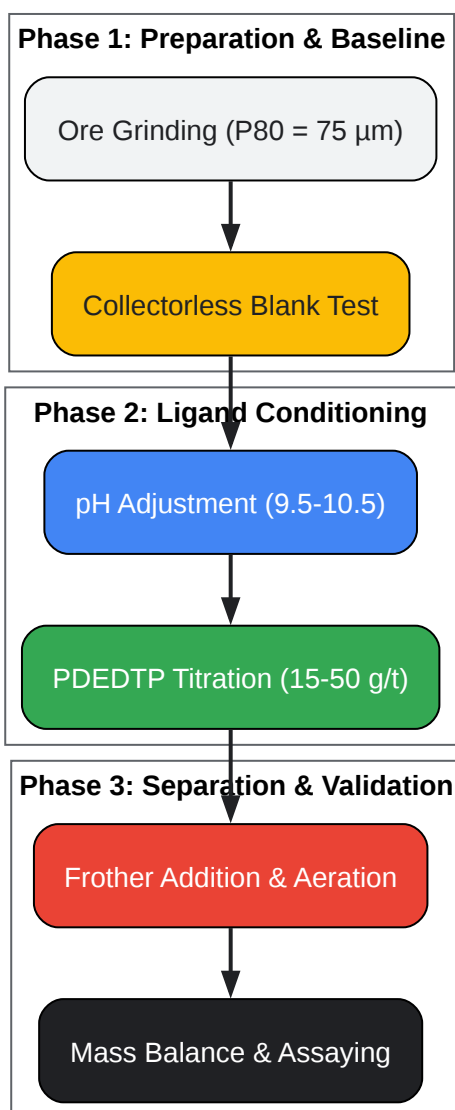 Phase 1: Preparation & Baseline
Ore Grinding (P80 = 75 µm)
Collectorless Blank Test
Phase 2: Ligand Conditioning
pH Adjustment (9.5-10.5)
PDEDTP Titration (15-50 g/t)
Phase 3: Separation & Validation
Frother Addition & Aeration
Mass Balance & Assaying